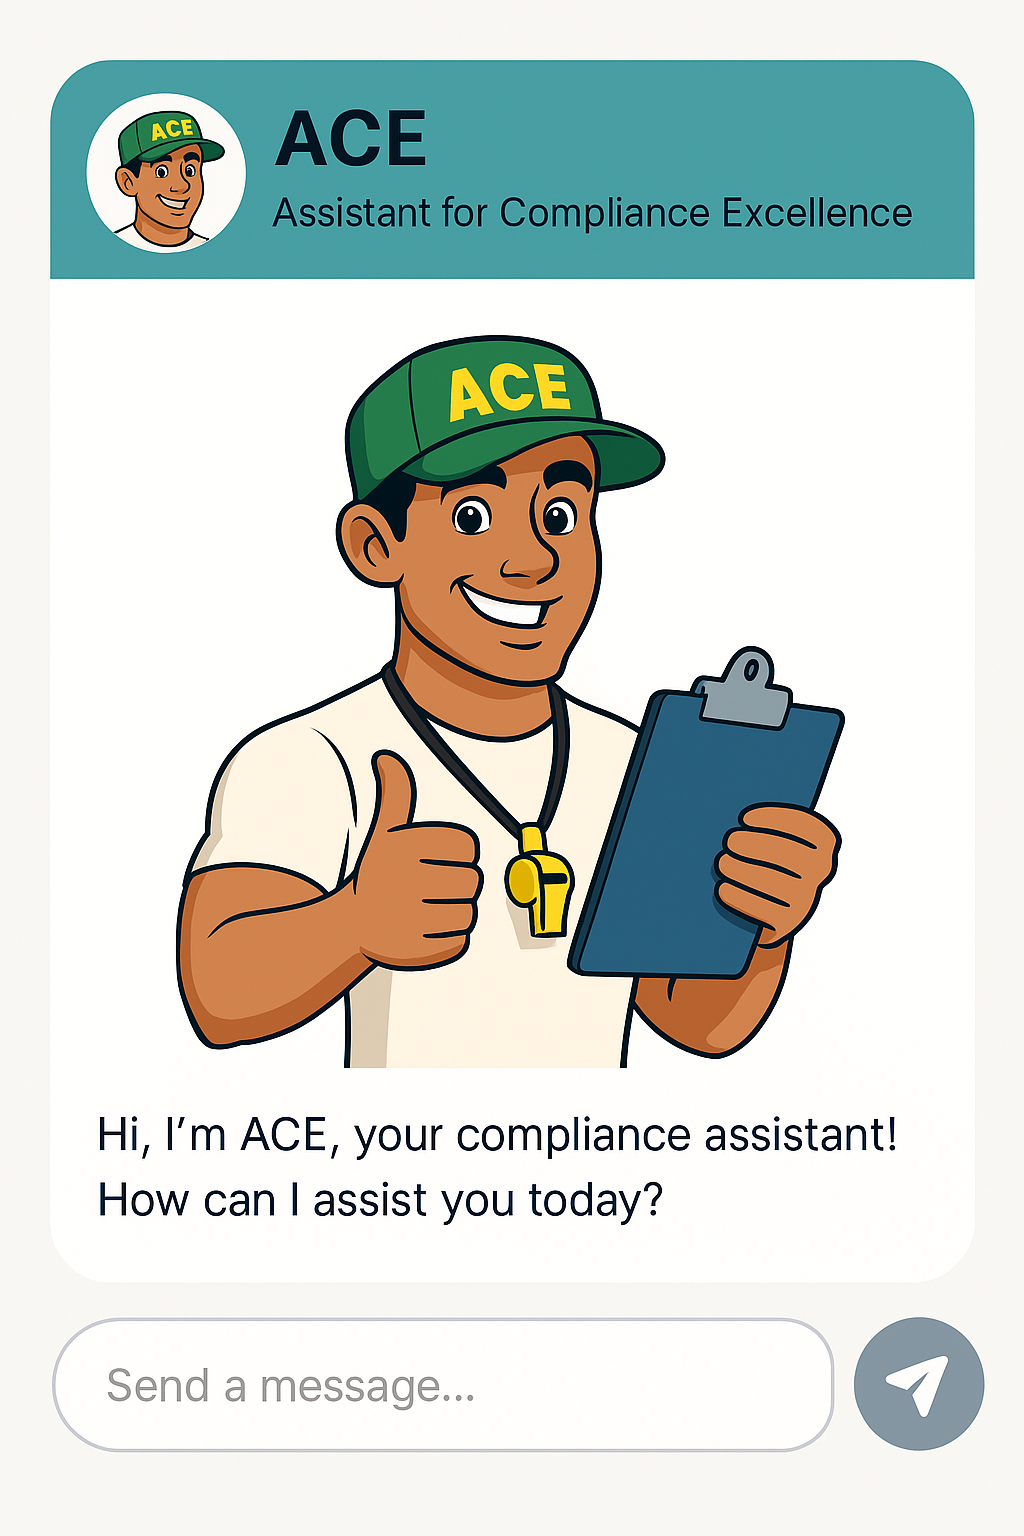 ACE
ACE
Assistant for Compliance Excellence
ACE
Hi, I’m ACE, your compliance assistant!
How can I assist you today?
Send a message...